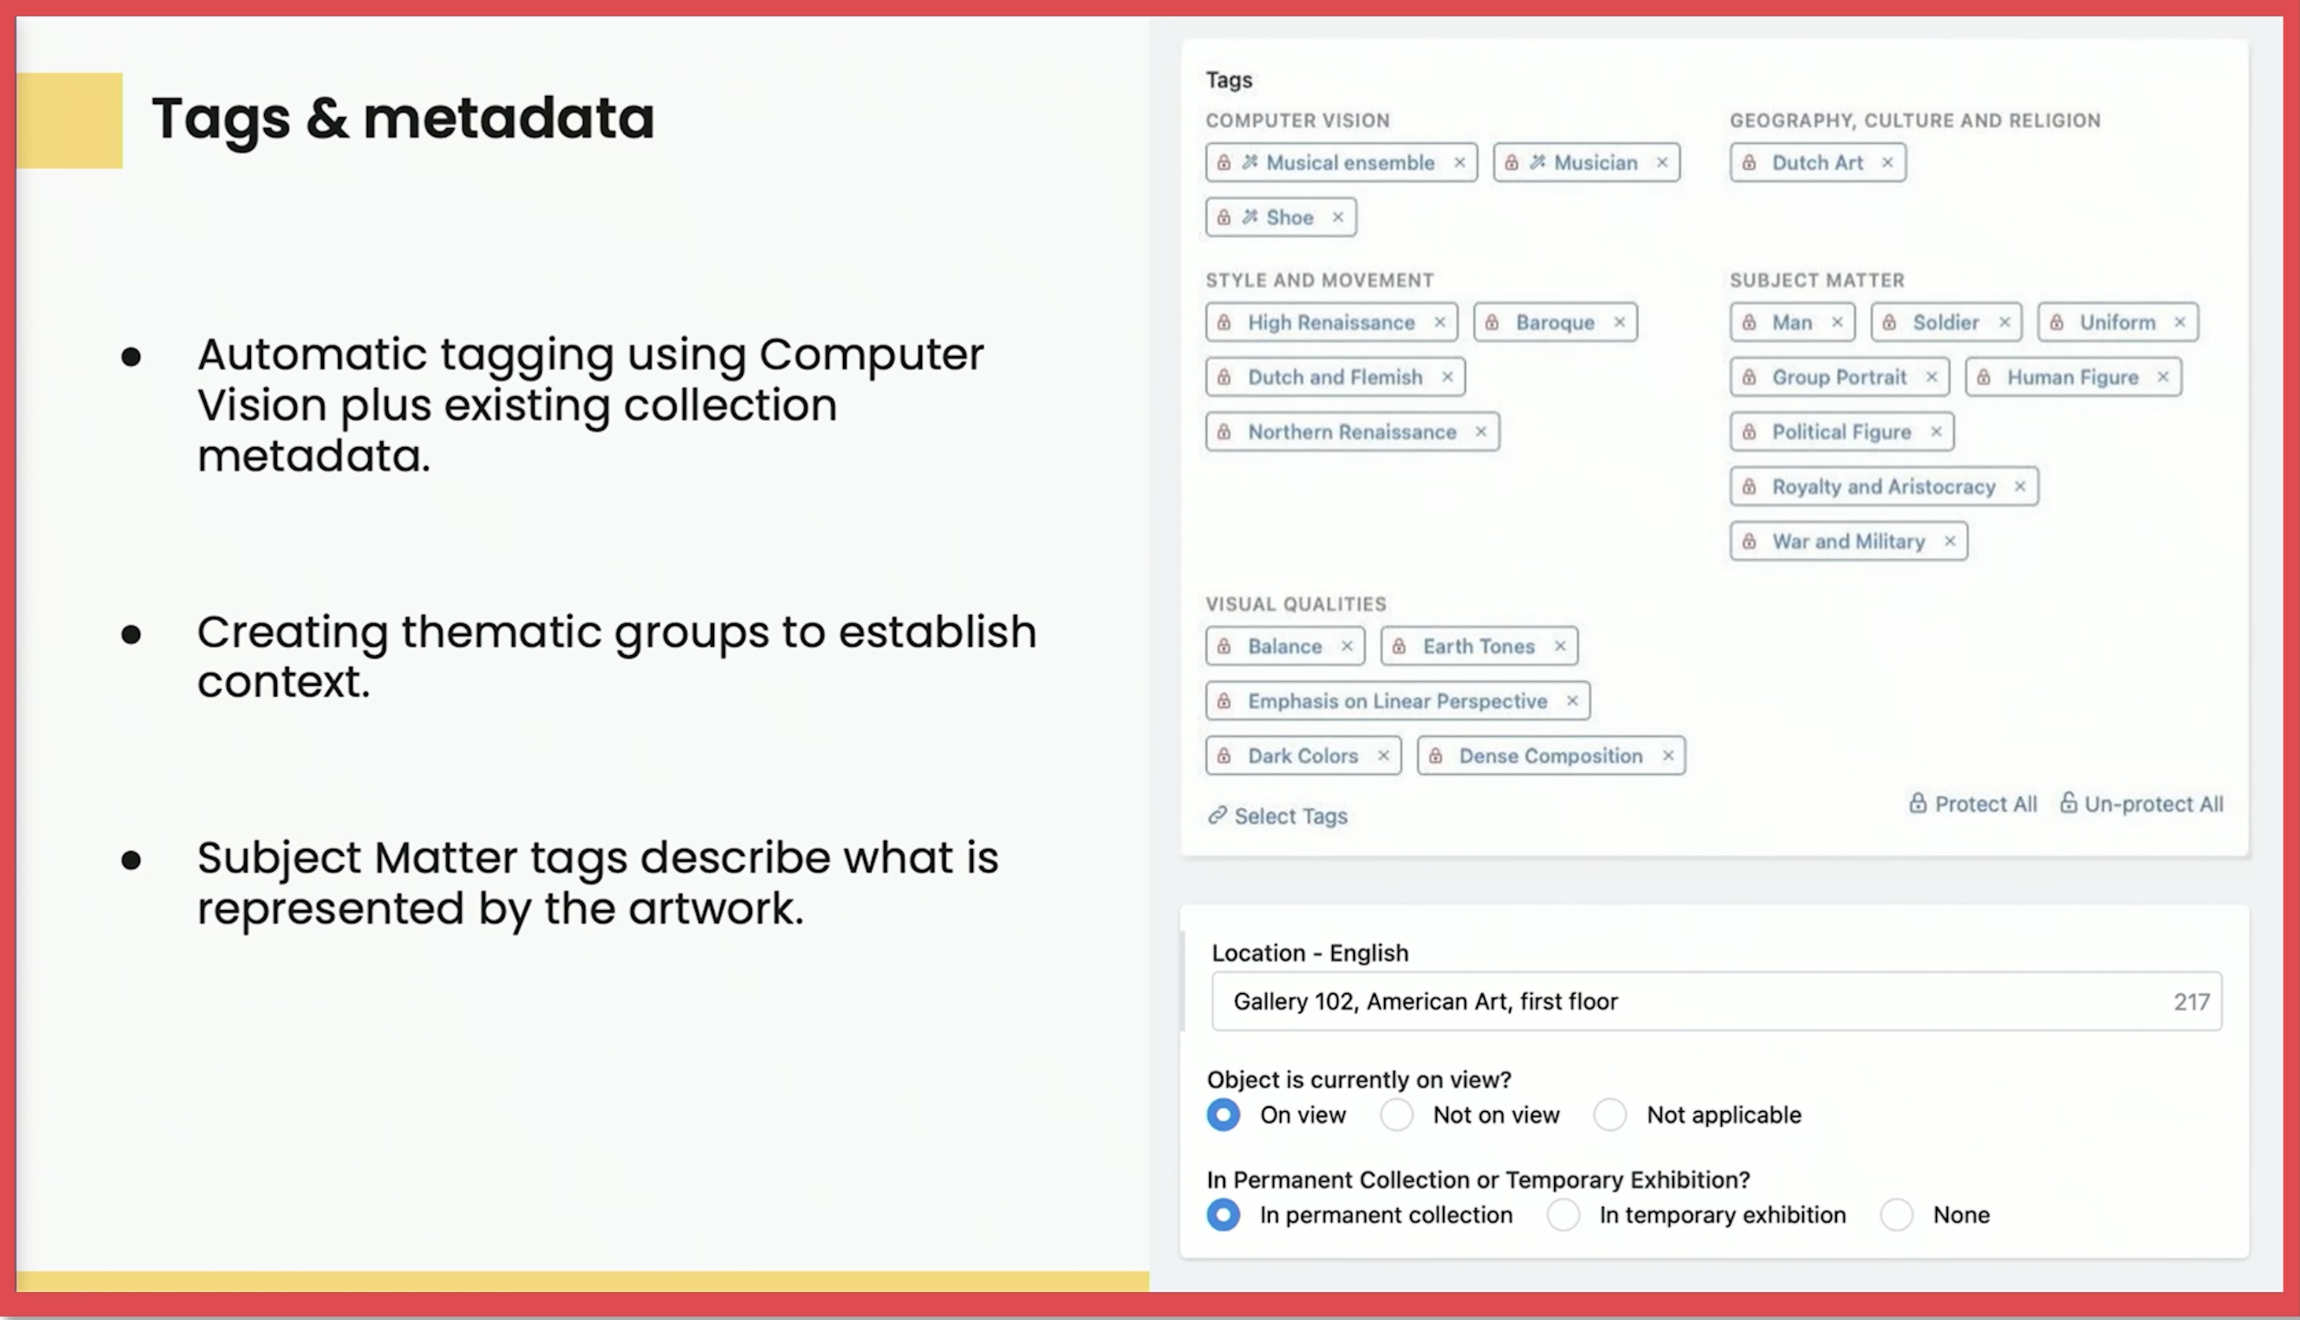 Tags & metadata
● Automatic tagging using Computer
Vision plus existing collection
metadata.
● Creating thematic groups to establish
context.
● Subject Matter tags describe what is
represented by the artwork.
Tags
COMPUTER VISION
Musical ensemble × Musician ×
Shoe ×
GEOGRAPHY, CULTURE AND RELIGION
Dutch Art ×
STYLE AND MOVEMENT
High Renaissance × Baroque ×
Dutch and Flemish ×
Northern Renaissance ×
SUBJECT MATTER
Man × Soldier × Uniform ×
Group Portrait × Human Figure ×
Political Figure ×
Royalty and Aristocracy ×
War and Military ×
VISUAL QUALITIES
Balance × Earth Tones ×
Emphasis on Linear Perspective ×
Dark Colors × Dense Composition ×
Select Tags
Protect All Un-protect All
Location - English
Gallery 102, American Art, first floor 217
Object is currently on view?
On view Not on view Not applicable
In Permanent Collection or Temporary Exhibition?
In permanent collection In temporary exhibition None